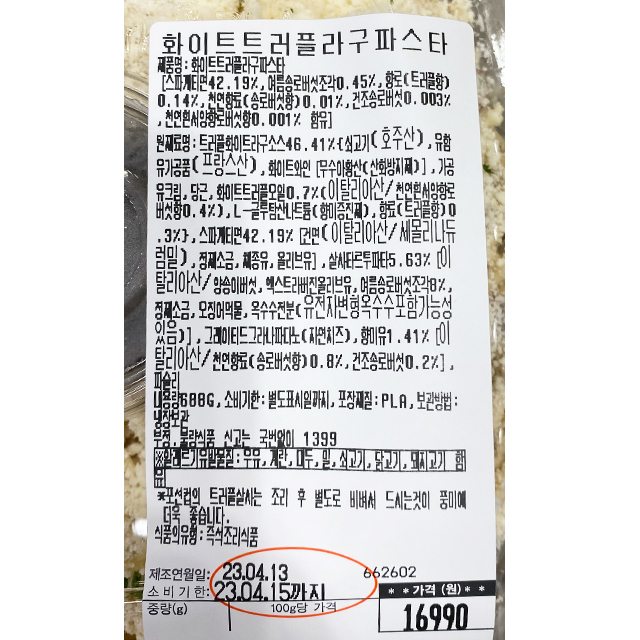 화이트트러플라구파스타
제품명:화이트트러플라구파스타
[스파게티면42.19%,여름송로버섯조각0.45%,향료(트러플향)
0.14%,천연향료(송로버섯향)0.01%,건조송로버섯0.003%
,천연흰서양향로버섯향0.001% 함유]
원재료명:트러플화이트라구소스46.41%{쇠고기(호주산),유함
유가공품(프랑스산),화이트와인[무수아황산(산화방지제)],가공
유크림,당근,화이트트러플오일0.7%(이탈리아산/천연흰서양향로
버섯향0.4%),L-글루탐산나트륨(향미증진제),향료(트러플향)0
.3%},스파게티면42.19%[건면(이탈리아산/세몰리나듀
럼밀),정제소금,채종유,올리브유],살사타르투파타5.63%[이
탈리아산/양송이버섯,엑스트라버진올리브유,여름송로버섯조각8%,
정제소금,오징어먹물,옥수수전분(유전자변형옥수수포함가능성
있음)],그레이티드그라나파다노(자연치즈),향미유1.41%[이
탈리아산/천연향료(송로버섯향)0.8%,건조송로버섯0.2%],
파슬리
내용량688G,소비기한:별도표시일까지,포장재질:PLA,보관방법:
냉장보관
부정,불량식품 신고는 국번없이 1399
※알레르기유발물질:우유,계란,대두,밀,쇠고기,닭고기,돼지고기 함
유
*포션컵의 트러플살사는 조리 후 별도로 비벼서 드시는것이 풍미에
더욱 좋습니다.
식품의유형:즉석조리식품
제조연월일: 23.04.13 662602
소비기한: 23.04.15까지 **가격(원)**
중량(g) 100g당 가격 16990